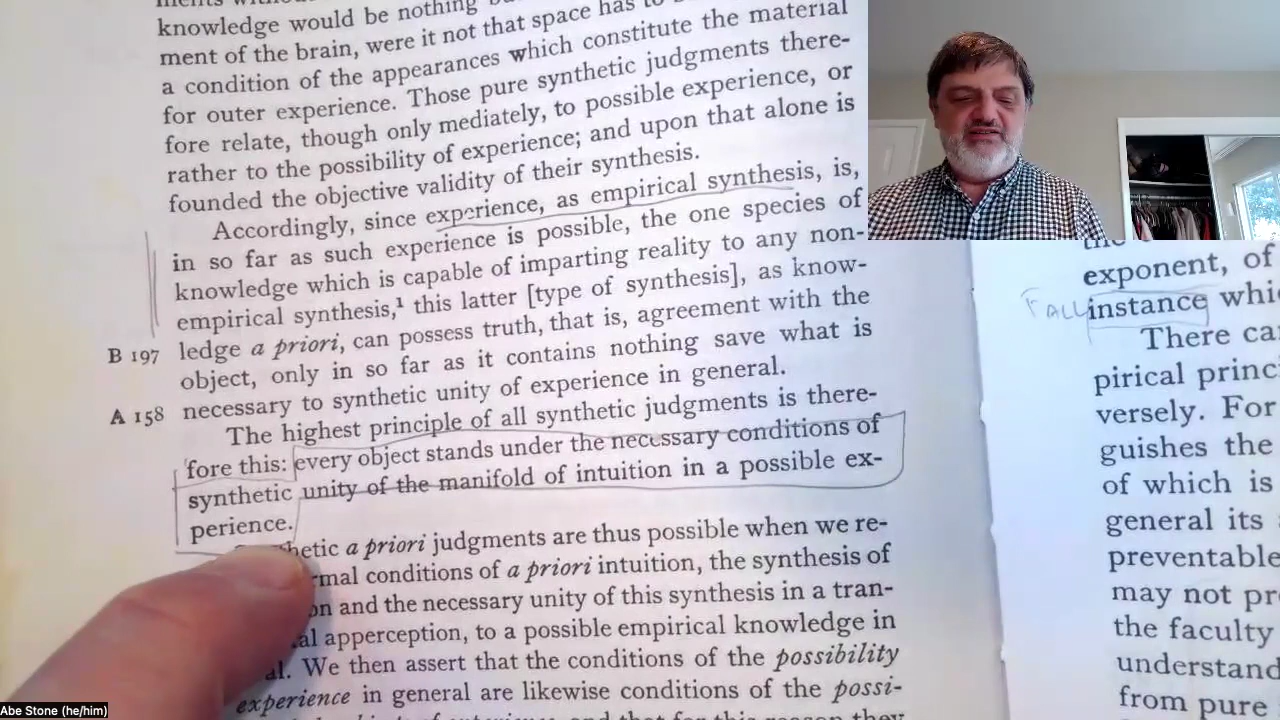 knowledge would be nothing
ment of the brain, were it not that space has to
a condition of the appearances which constitute the material
for outer experience. Those pure synthetic judgments there-
fore relate, though only mediately, to possible experience, or
rather to the possibility of experience; and upon that alone is
founded the objective validity of their synthesis.
Accordingly, since experience, as empirical synthesis, is,
in so far as such experience is possible, the one species of
knowledge which is capable of imparting reality to any non-
empirical synthesis,¹ this latter [type of synthesis], as know-
B 197 ledge a priori, can possess truth, that is, agreement with the
object, only in so far as it contains nothing save what is
A 158 necessary to synthetic unity of experience in general.
The highest principle of all synthetic judgments is there-
fore this: every object stands under the necessary conditions of
synthetic unity of the manifold of intuition in a possible ex-
perience.
hetic a priori judgments are thus possible when we re-
rmal conditions of a priori intuition, the synthesis of
on and the necessary unity of this synthesis in a tran-
al apperception, to a possible empirical knowledge in
al. We then assert that the conditions of the possibility
experience in general are likewise conditions of the possi-
exponent, of
FALL instance whic
There ca
pirical princ
versely. For
guishes the
of which is
general its
preventable
may not pr
the faculty
understand
from pure
Abe Stone (he/him)